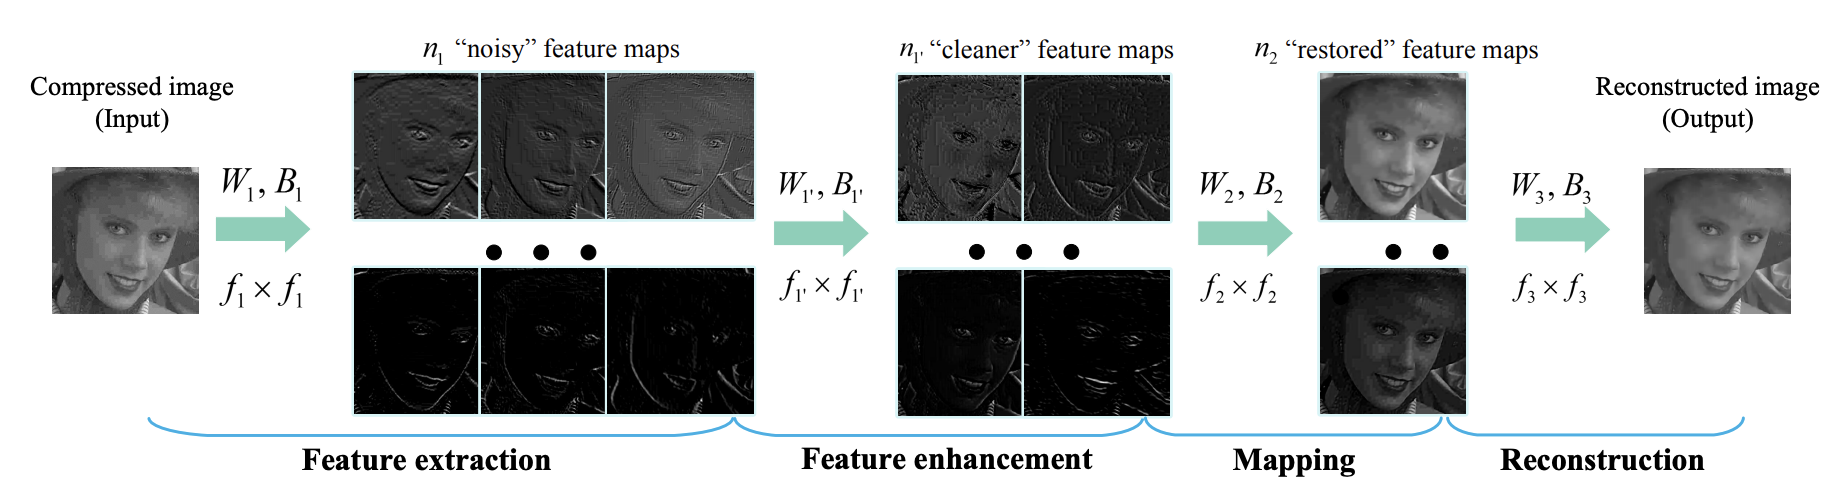 Compressed image
(Input)
W₁, B₁
f₁ × f₁
n₁ “noisy” feature maps
W₁', B₁'
f₁' × f₁'
n₁' “cleaner” feature maps
W₂, B₂
f₂ × f₂
n₂ “restored” feature maps
W₃, B₃
f₃ × f₃
Reconstructed image
(Output)
Feature extraction
Feature enhancement
Mapping
Reconstruction